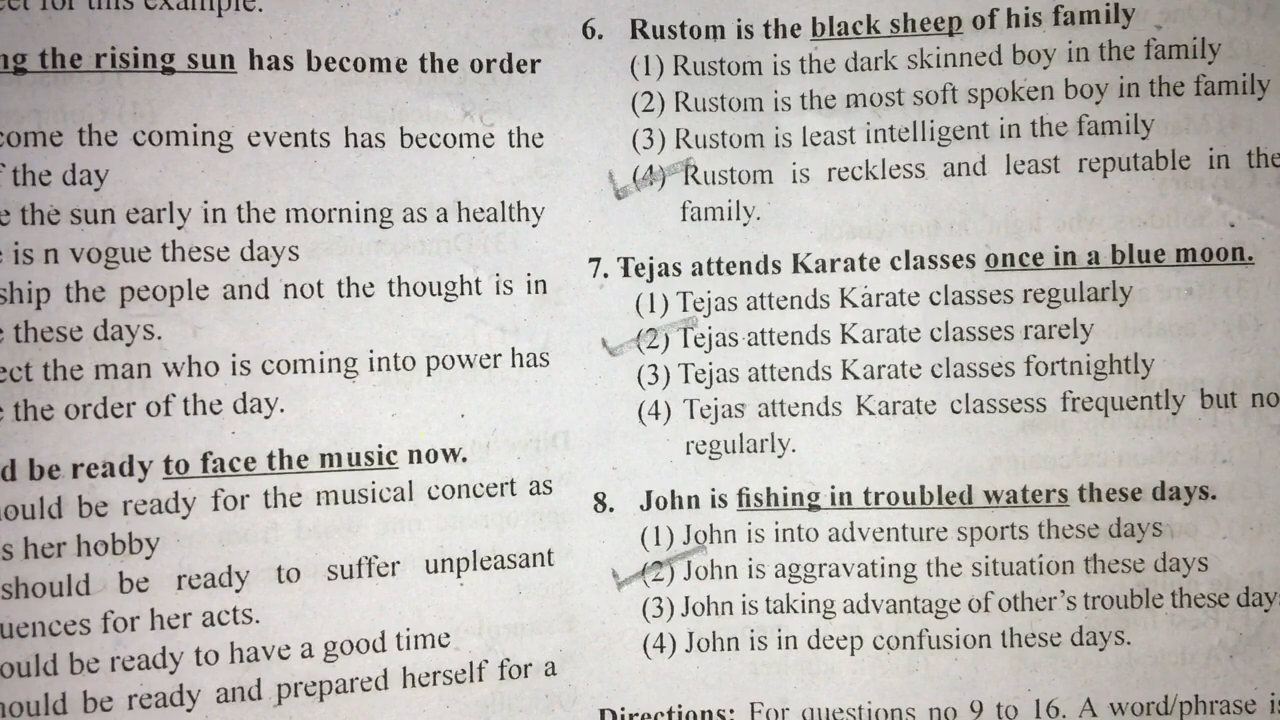 for this example.
the rising sun has become the order
the coming events has become the
the day
the sun early in the morning as a healthy
is n vogue these days
the people and not the thought is in
these days.
the man who is coming into power has
the order of the day.
be ready to face the music now.
be ready for the musical concert as
her hobby
should be ready to suffer unpleasant
for her acts.
be ready to have a good time
be ready and prepared herself for a
6. Rustom is the black sheep of his family
(1) Rustom is the dark skinned boy in the family
(2) Rustom is the most soft spoken boy in the family
(3) Rustom is least intelligent in the family
(4) Rustom is reckless and least reputable in the
family.
7. Tejas attends Karate classes once in a blue moon.
(1) Tejas attends Karate classes regularly
(2) Tejas attends Karate classes rarely
(3) Tejas attends Karate classes fortnightly
(4) Tejas attends Karate classess frequently but no
regularly.
8. John is fishing in troubled waters these days.
(1) John is into adventure sports these days
(2) John is aggravating the situation these days
(3) John is taking advantage of other's trouble these day
(4) John is in deep confusion these days.
Directions: For questions no 9 to 16. A word/phrase is